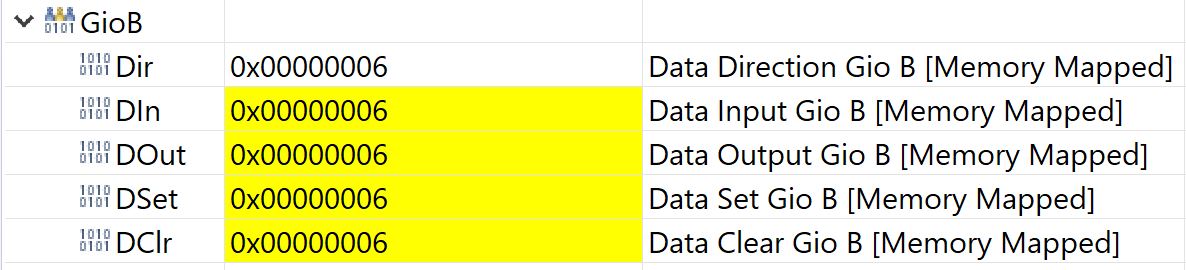 GioB
Dir 0x00000006 Data Direction Gio B [Memory Mapped]
DIn 0x00000006 Data Input Gio B [Memory Mapped]
DOut 0x00000006 Data Output Gio B [Memory Mapped]
DSet 0x00000006 Data Set Gio B [Memory Mapped]
DClr 0x00000006 Data Clear Gio B [Memory Mapped]